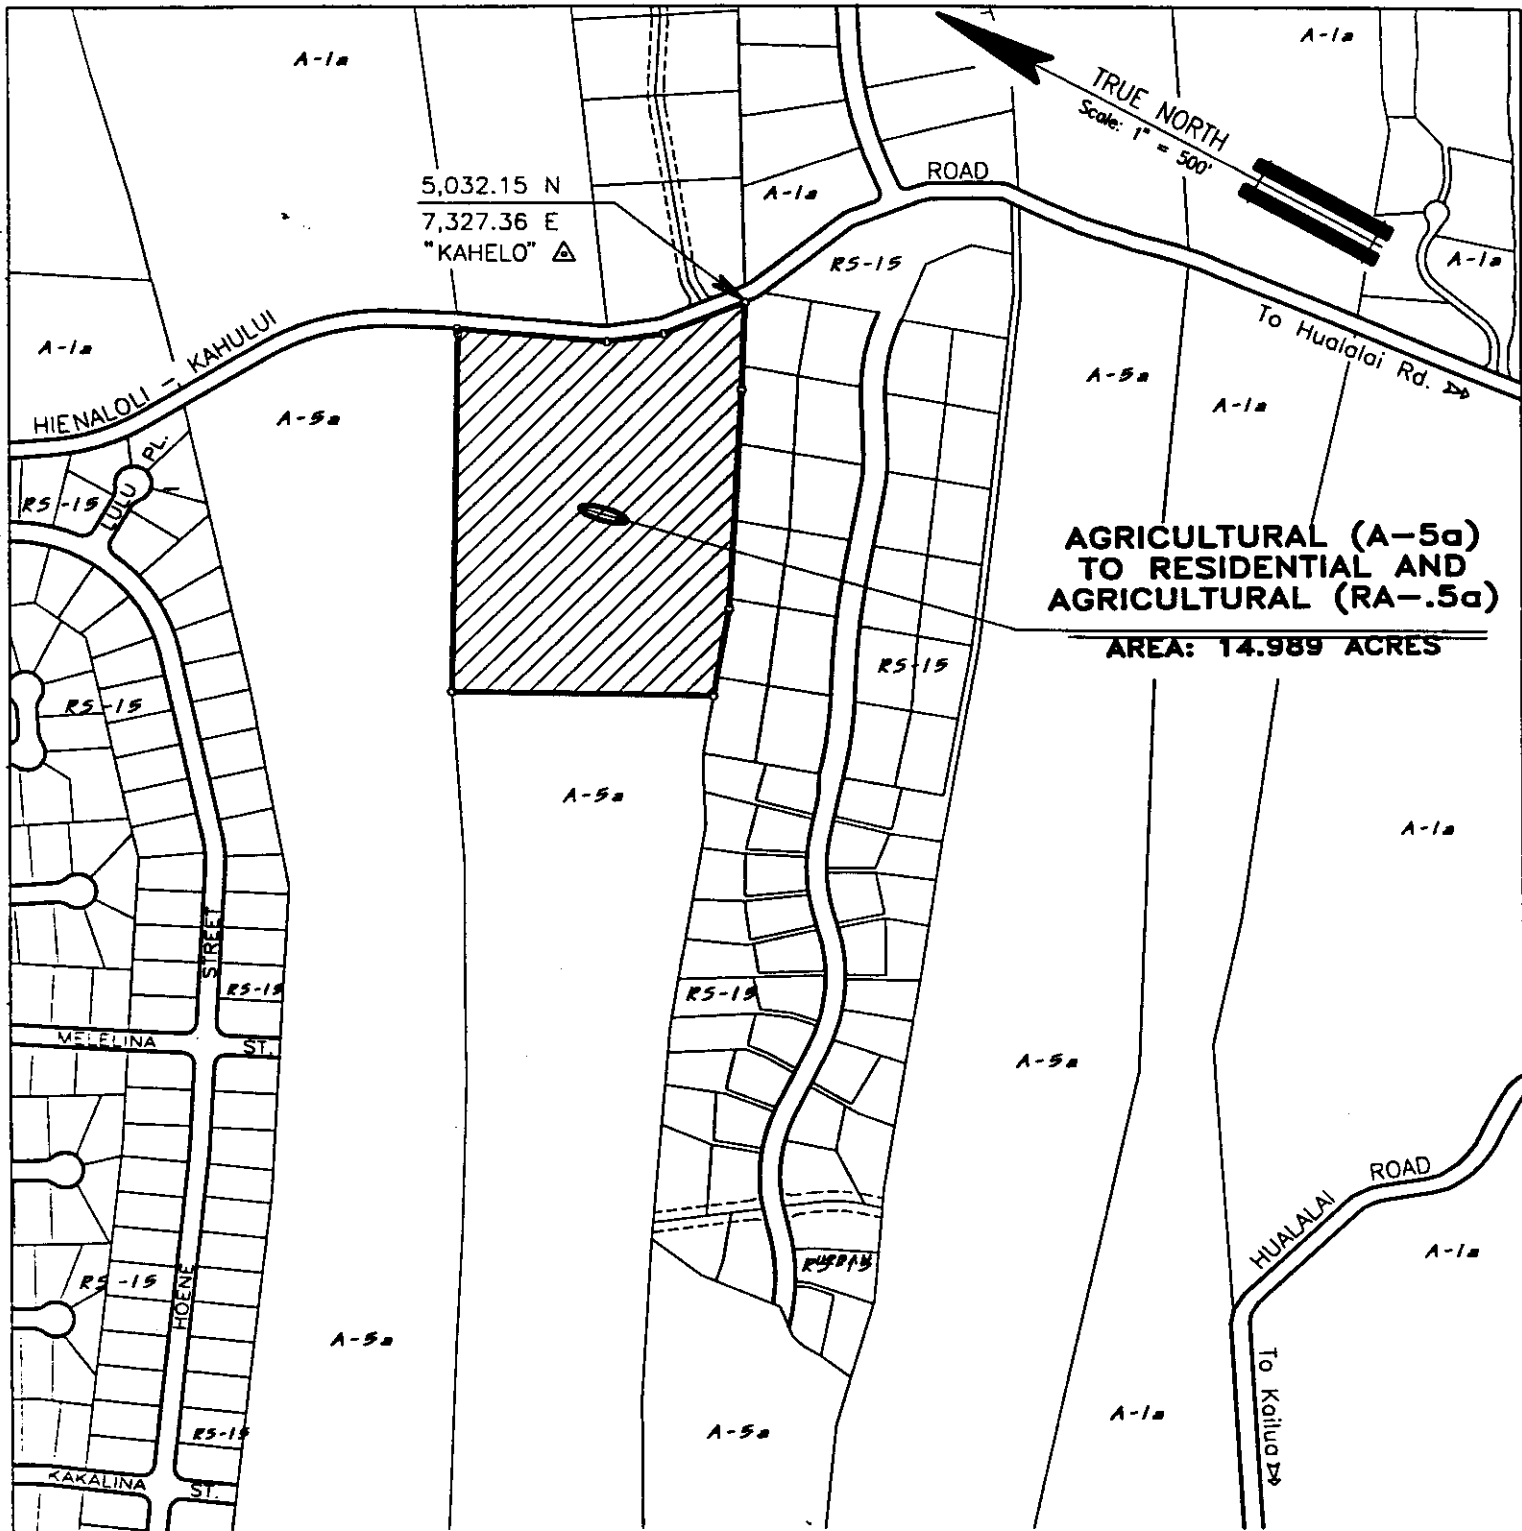 A-1a
A-1a
TRUE NORTH
Scale: 1" = 500'
5,032.15 N
7,327.36 E
"KAHELO"
A-1a
ROAD
RS-15
A-1a
To Hualalai Rd.
A-1a
HIENALOLI - KAHULUI
A-5a
A-5a
A-1a
LULU PL.
RS-15
AGRICULTURAL (A-5a)
TO RESIDENTIAL AND
AGRICULTURAL (RA-.5a)
AREA: 14.989 ACRES
RS-15
RS-15
A-5a
A-1a
STREET
RS-15
RS-15
MELELINA ST.
A-5a
ROAD
HUALALAI
A-1a
RS-15
HOENE
A-5a
To Kailua
A-1a
A-5a
RS-15
KAKALINA ST.